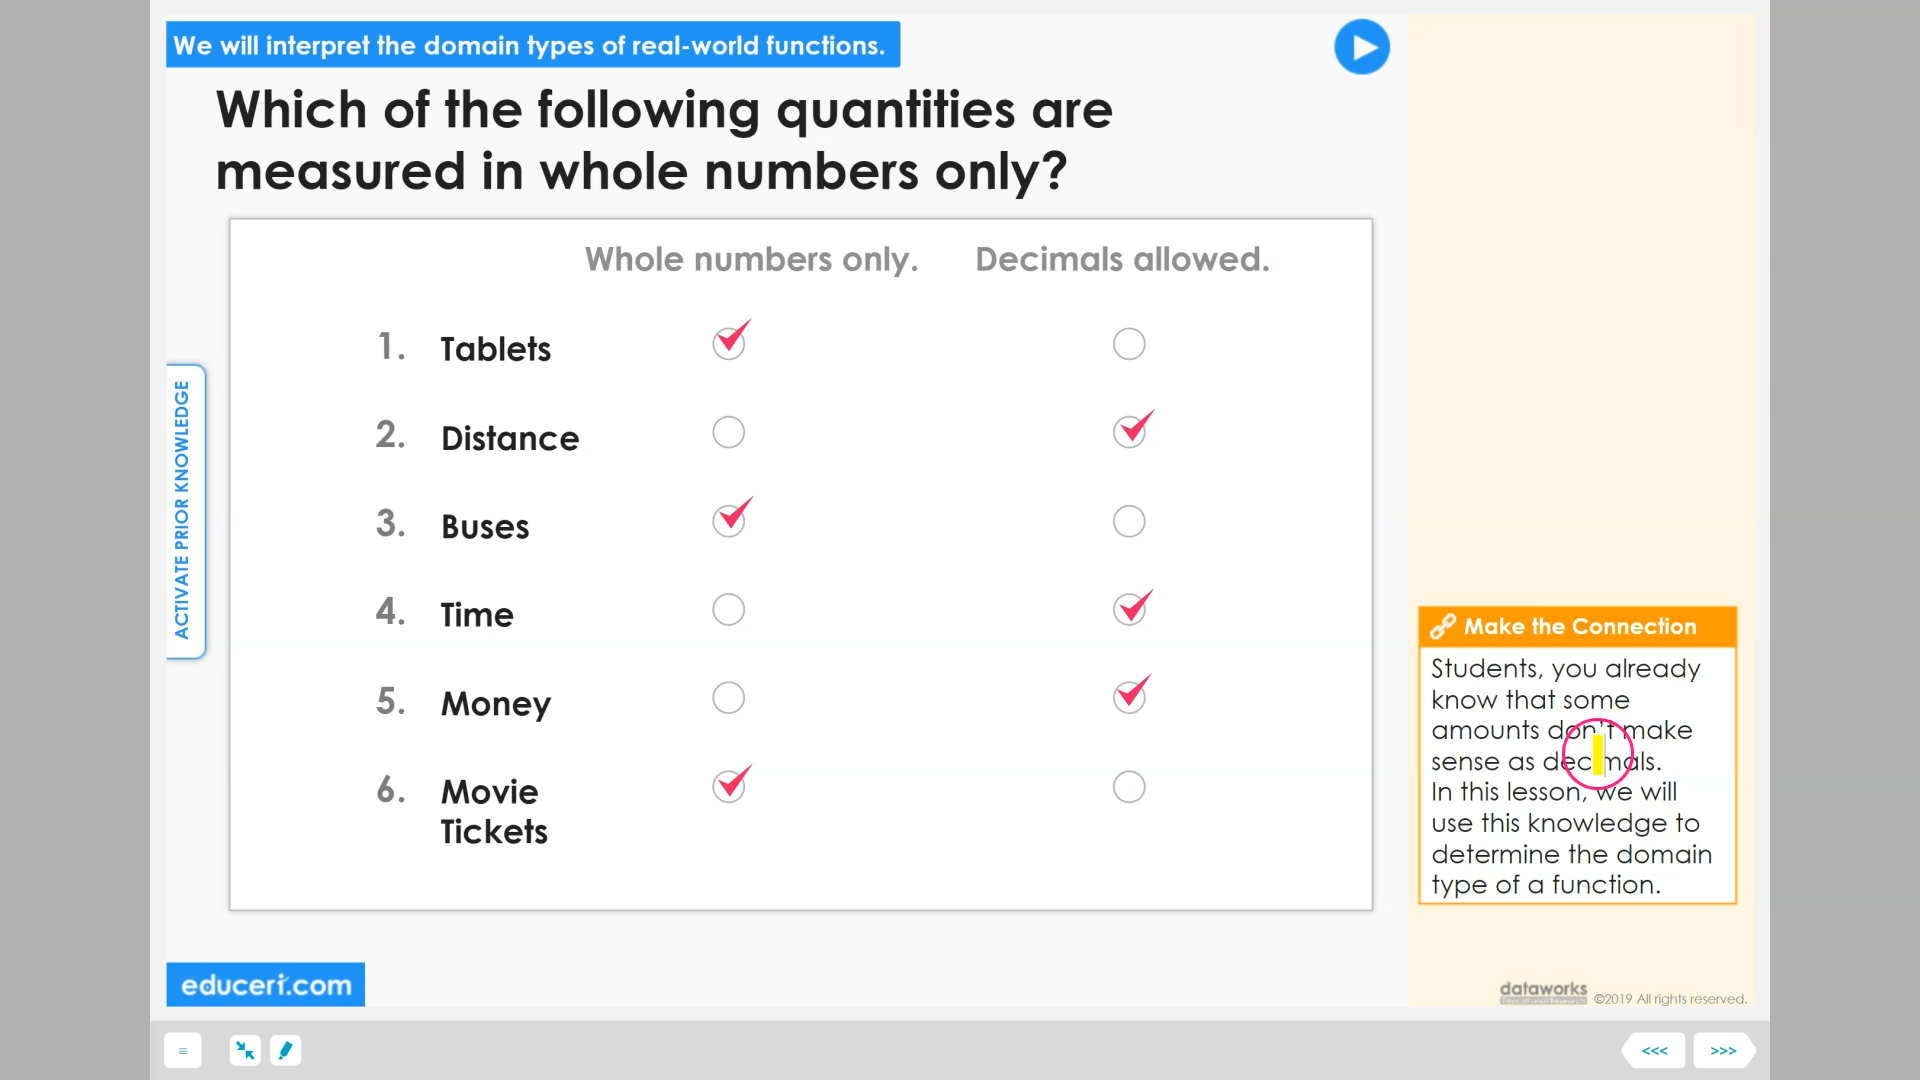 We will interpret the domain types of real-world functions.
Which of the following quantities are
measured in whole numbers only?
Whole numbers only. Decimals allowed.
1. Tablets
2. Distance
3. Buses
4. Time
5. Money
6. Movie
Tickets
ACTIVATE PRIOR KNOWLEDGE
Make the Connection
Students, you already
know that some
amounts don't make
sense as decimals.
In this lesson, we will
use this knowledge to
determine the domain
type of a function.
educeri.com
dataworks
©2019 All rights reserved.
<<< >>>